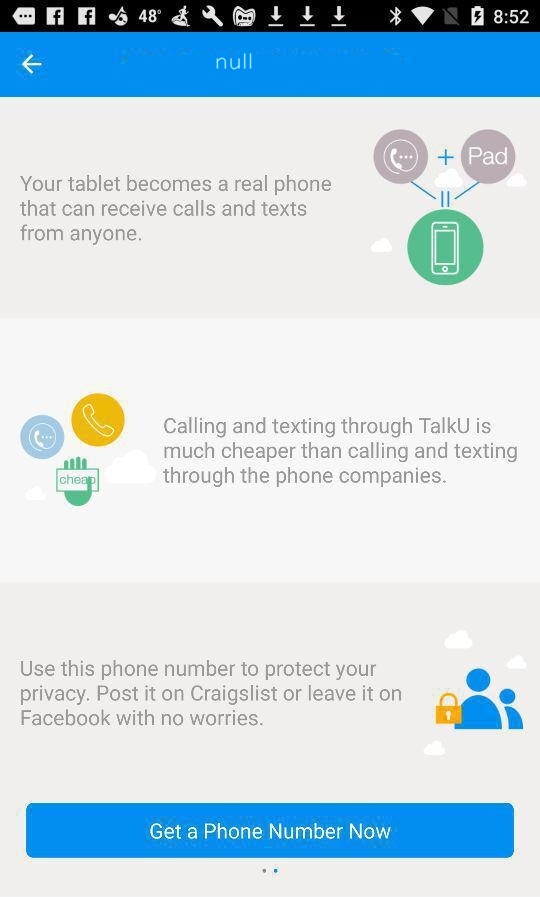 48° 8:52
null
Your tablet becomes a real phone
that can receive calls and texts
from anyone.
+ Pad
Calling and texting through TalkU is
much cheaper than calling and texting
through the phone companies.
cheap
Use this phone number to protect your
privacy. Post it on Craigslist or leave it on
Facebook with no worries.
Get a Phone Number Now